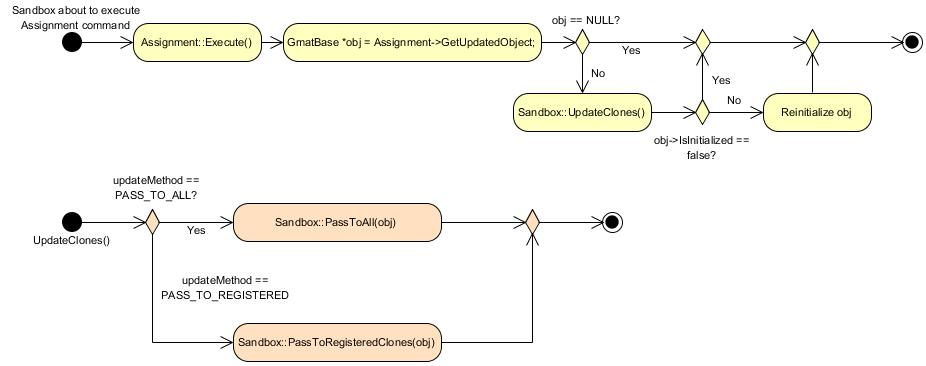 Sandbox about to execute
Assignment command
obj == NULL?
Assignment::Execute()
GmatBase *obj = Assignment->GetUpdatedObject;
Yes
No
Yes
No
Sandbox::UpdateClones()
Reinitialize obj
obj->IsInitialized ==
false?
updateMethod ==
PASS_TO_ALL?
Sandbox::PassToAll(obj)
Yes
UpdateClones()
updateMethod ==
PASS_TO_REGISTERED
Sandbox::PassToRegisteredClones(obj)